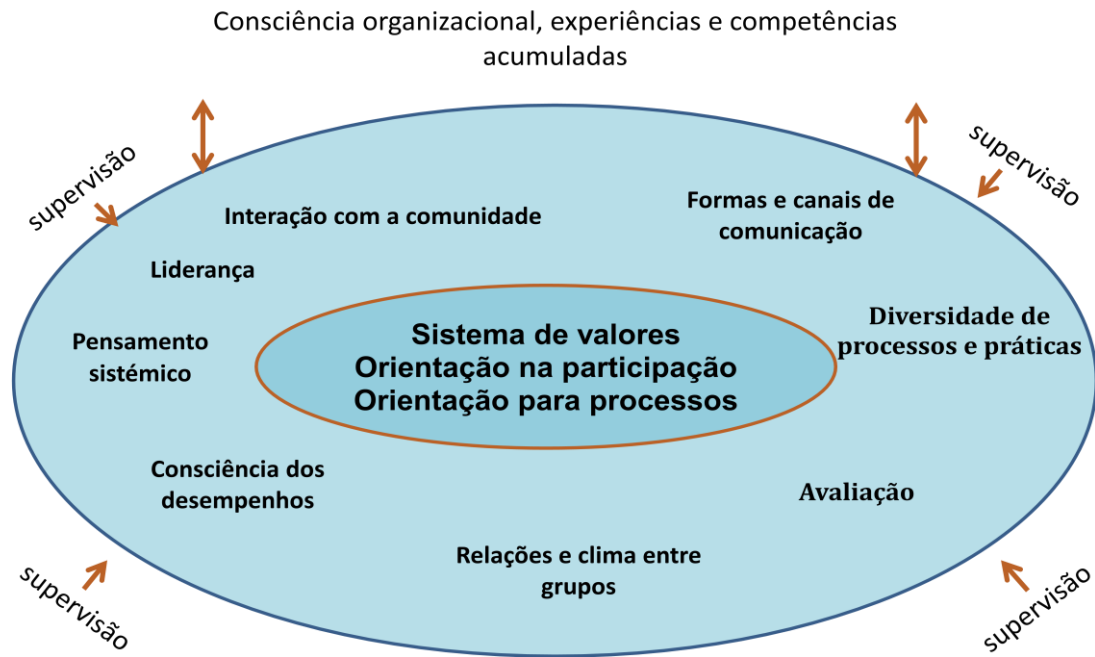 Consciência organizacional, experiências e competências
acumuladas
supervisão
supervisão
Interação com a comunidade
Formas e canais de
comunicação
Liderança
Pensamento
sistémico
Sistema de valores
Orientação na participação
Orientação para processos
Diversidade de
processos e práticas
Consciência dos
desempenhos
Avaliação
Relações e clima entre
grupos
supervisão
supervisão